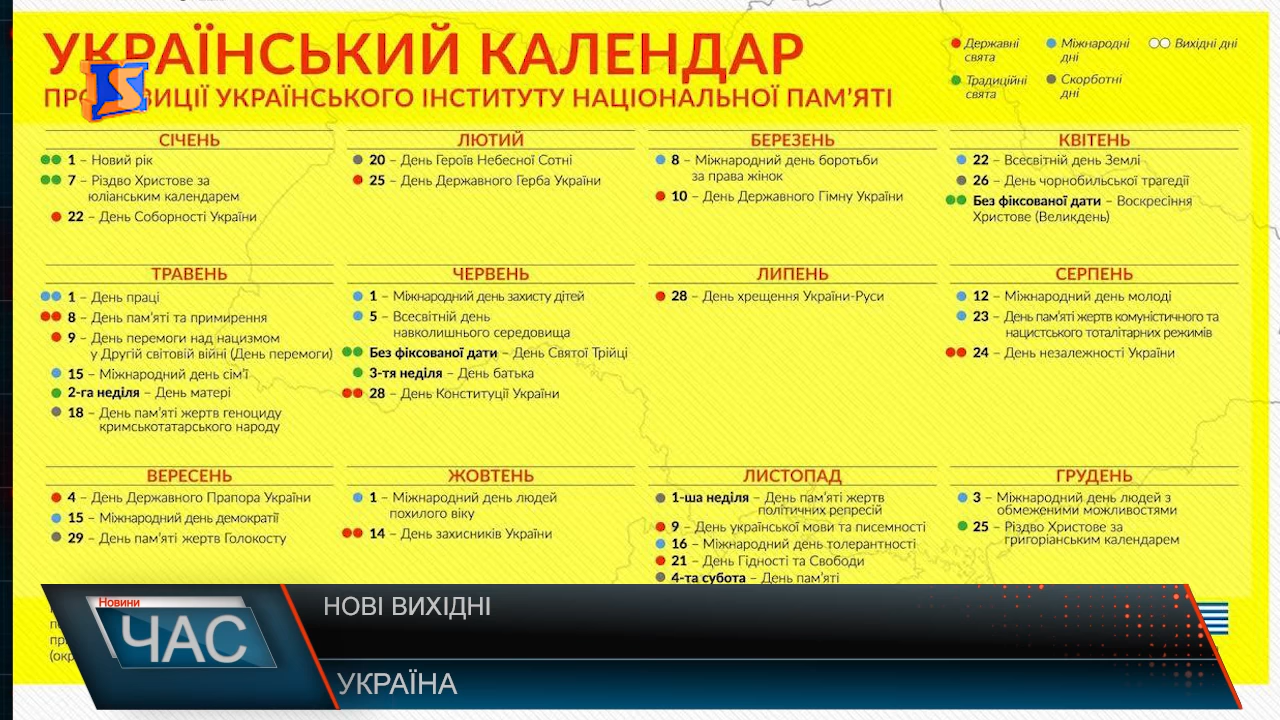 УКРАЇНСЬКИЙ КАЛЕНДАР
УКРАЇНСЬКОГО ІНСТИТУТУ НАЦІОНАЛЬНОЇ ПАМ'ЯТІ
Державні свята
Міжнародні дні
Вихідні дні
Традиційні свята
Скорботні дні
СІЧЕНЬ
1 – Новий рік
7 – Різдво Христове за
юліанським календарем
22 – День Соборності України
ЛЮТИЙ
20 – День Героїв Небесної Сотні
25 – День Державного Герба України
БЕРЕЗЕНЬ
8 – Міжнародний день боротьби
за права жінок
10 – День Державного Гімну України
КВІТЕНЬ
22 – Всесвітній день Землі
26 – День чорнобильської трагедії
Без фіксованої дати – Воскресіння
Христове (Великдень)
ТРАВЕНЬ
1 – День праці
8 – День пам'яті та примирення
9 – День перемоги над нацизмом
у Другій світовій війні (День перемоги)
15 – Міжнародний день сім'ї
2-га неділя – День матері
18 – День пам'яті жертв геноциду
кримськотатарського народу
ЧЕРВЕНЬ
1 – Міжнародний день захисту дітей
5 – Всесвітній день
навколишнього середовища
Без фіксованої дати – День Святої Трійці
3-тя неділя – День батька
28 – День Конституції України
ЛИПЕНЬ
28 – День хрещення України-Руси
СЕРПЕНЬ
12 – Міжнародний день молоді
23 – День пам'яті жертв комуністичного та
нацистського тоталітарних режимів
24 – День незалежності України
ВЕРЕСЕНЬ
4 – День Державного Прапора України
15 – Міжнародний день демократії
29 – День пам'яті жертв Голокосту
ЖОВТЕНЬ
1 – Міжнародний день людей
похилого віку
14 – День захисників України
ЛИСТОПАД
1-ша неділя – День пам'яті жертв
політичних репресій
9 – День української мови та писемності
16 – Міжнародний день толерантності
21 – День Гідності та Свободи
4-та субота – День пам'яті
ГРУДЕНЬ
3 – Міжнародний день людей з
обмеженими можливостями
25 – Різдво Христове за
григоріанським календарем
Новини
ЧАС
НОВІ ВИХІДНІ
УКРАЇНА